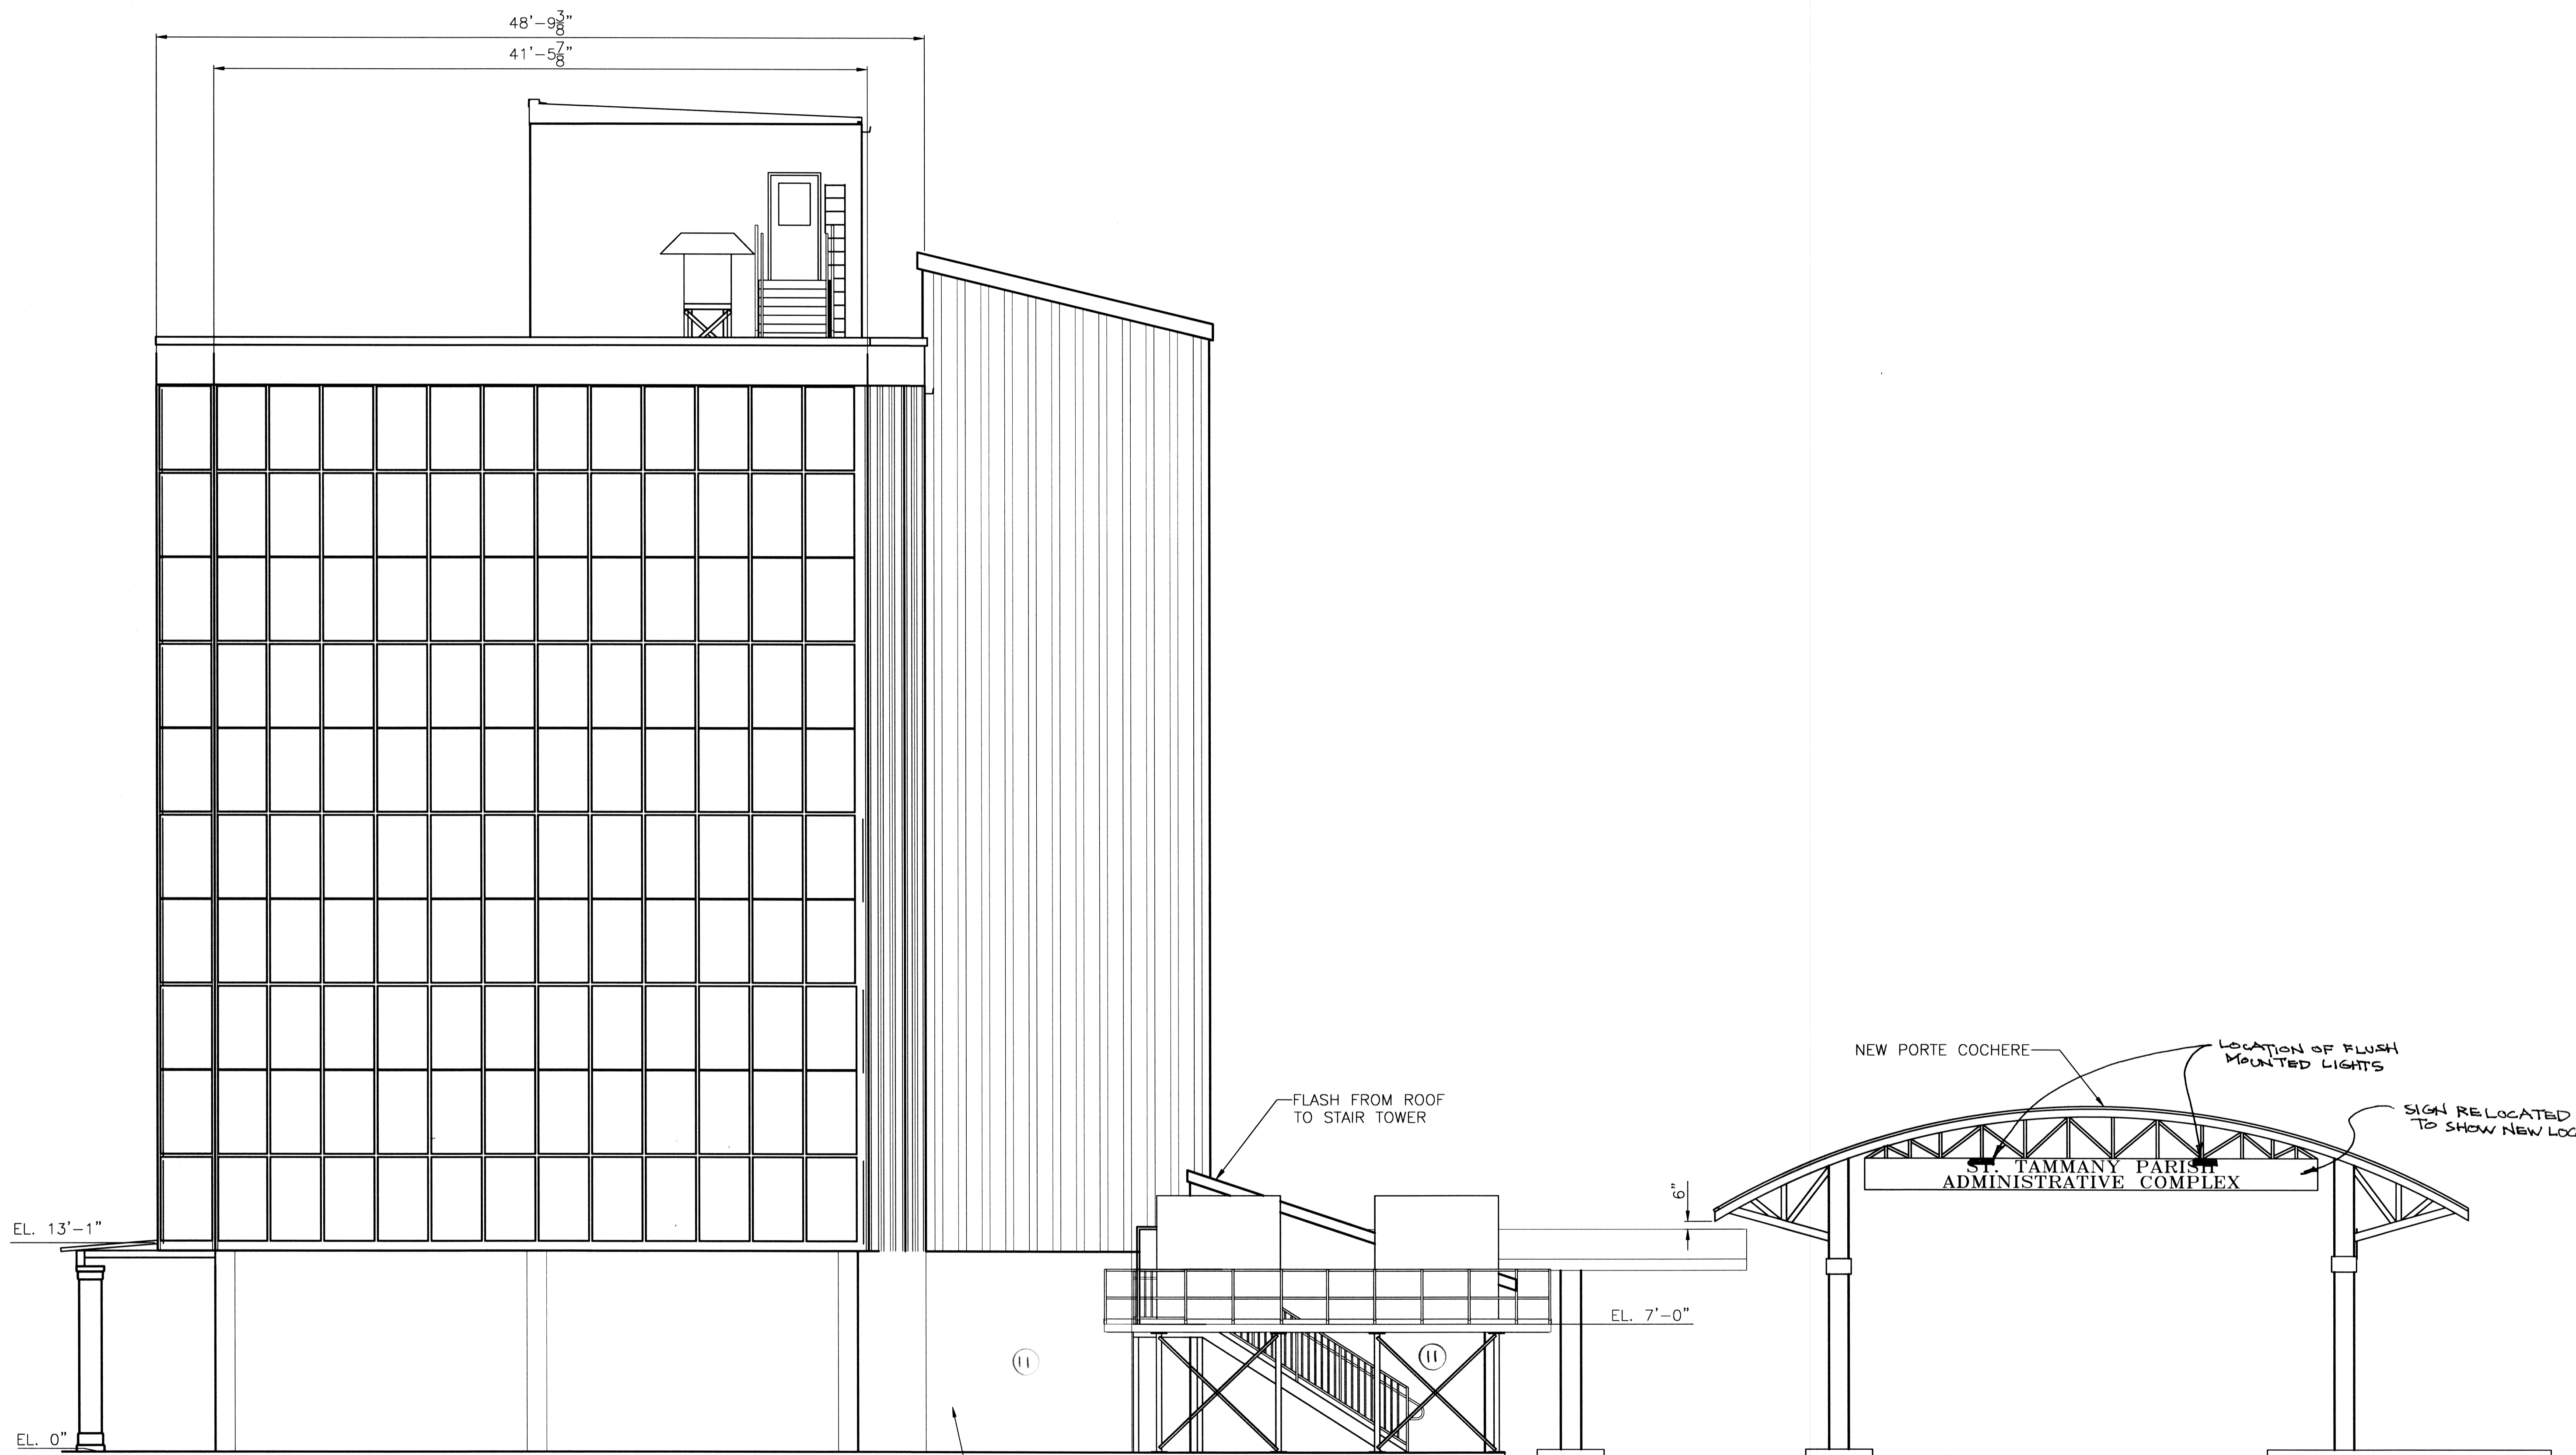 48'-9 3/8"
41'-5 7/8"
NEW PORTE COCHERE
LOCATION OF FLUSH
MOUNTED LIGHTS
FLASH FROM ROOF
TO STAIR TOWER
SIGN RELOCATED
TO SHOW NEW LOC
ST. TAMMANY PARISH
ADMINISTRATIVE COMPLEX
6"
EL. 13'-1"
EL. 7'-0"
11
11
EL. 0"